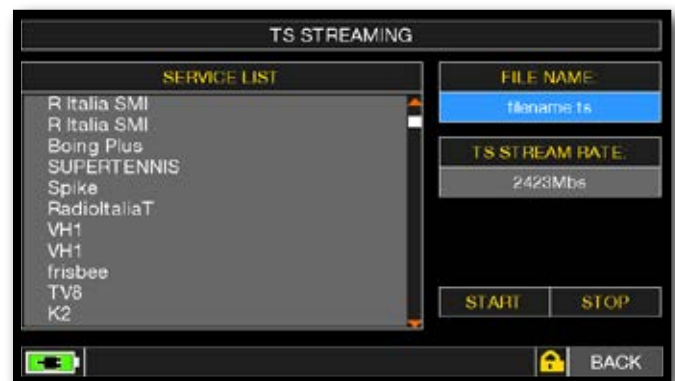 TS STREAMING
SERVICE LIST
R Italia SMI
R Italia SMI
Boing Plus
SUPERTENNIS
Spike
RadioItaliaT
VH1
VH1
frisbee
TV8
K2
FILE NAME:
filename.ts
TS STREAM RATE:
2423Mbs
START
STOP
BACK